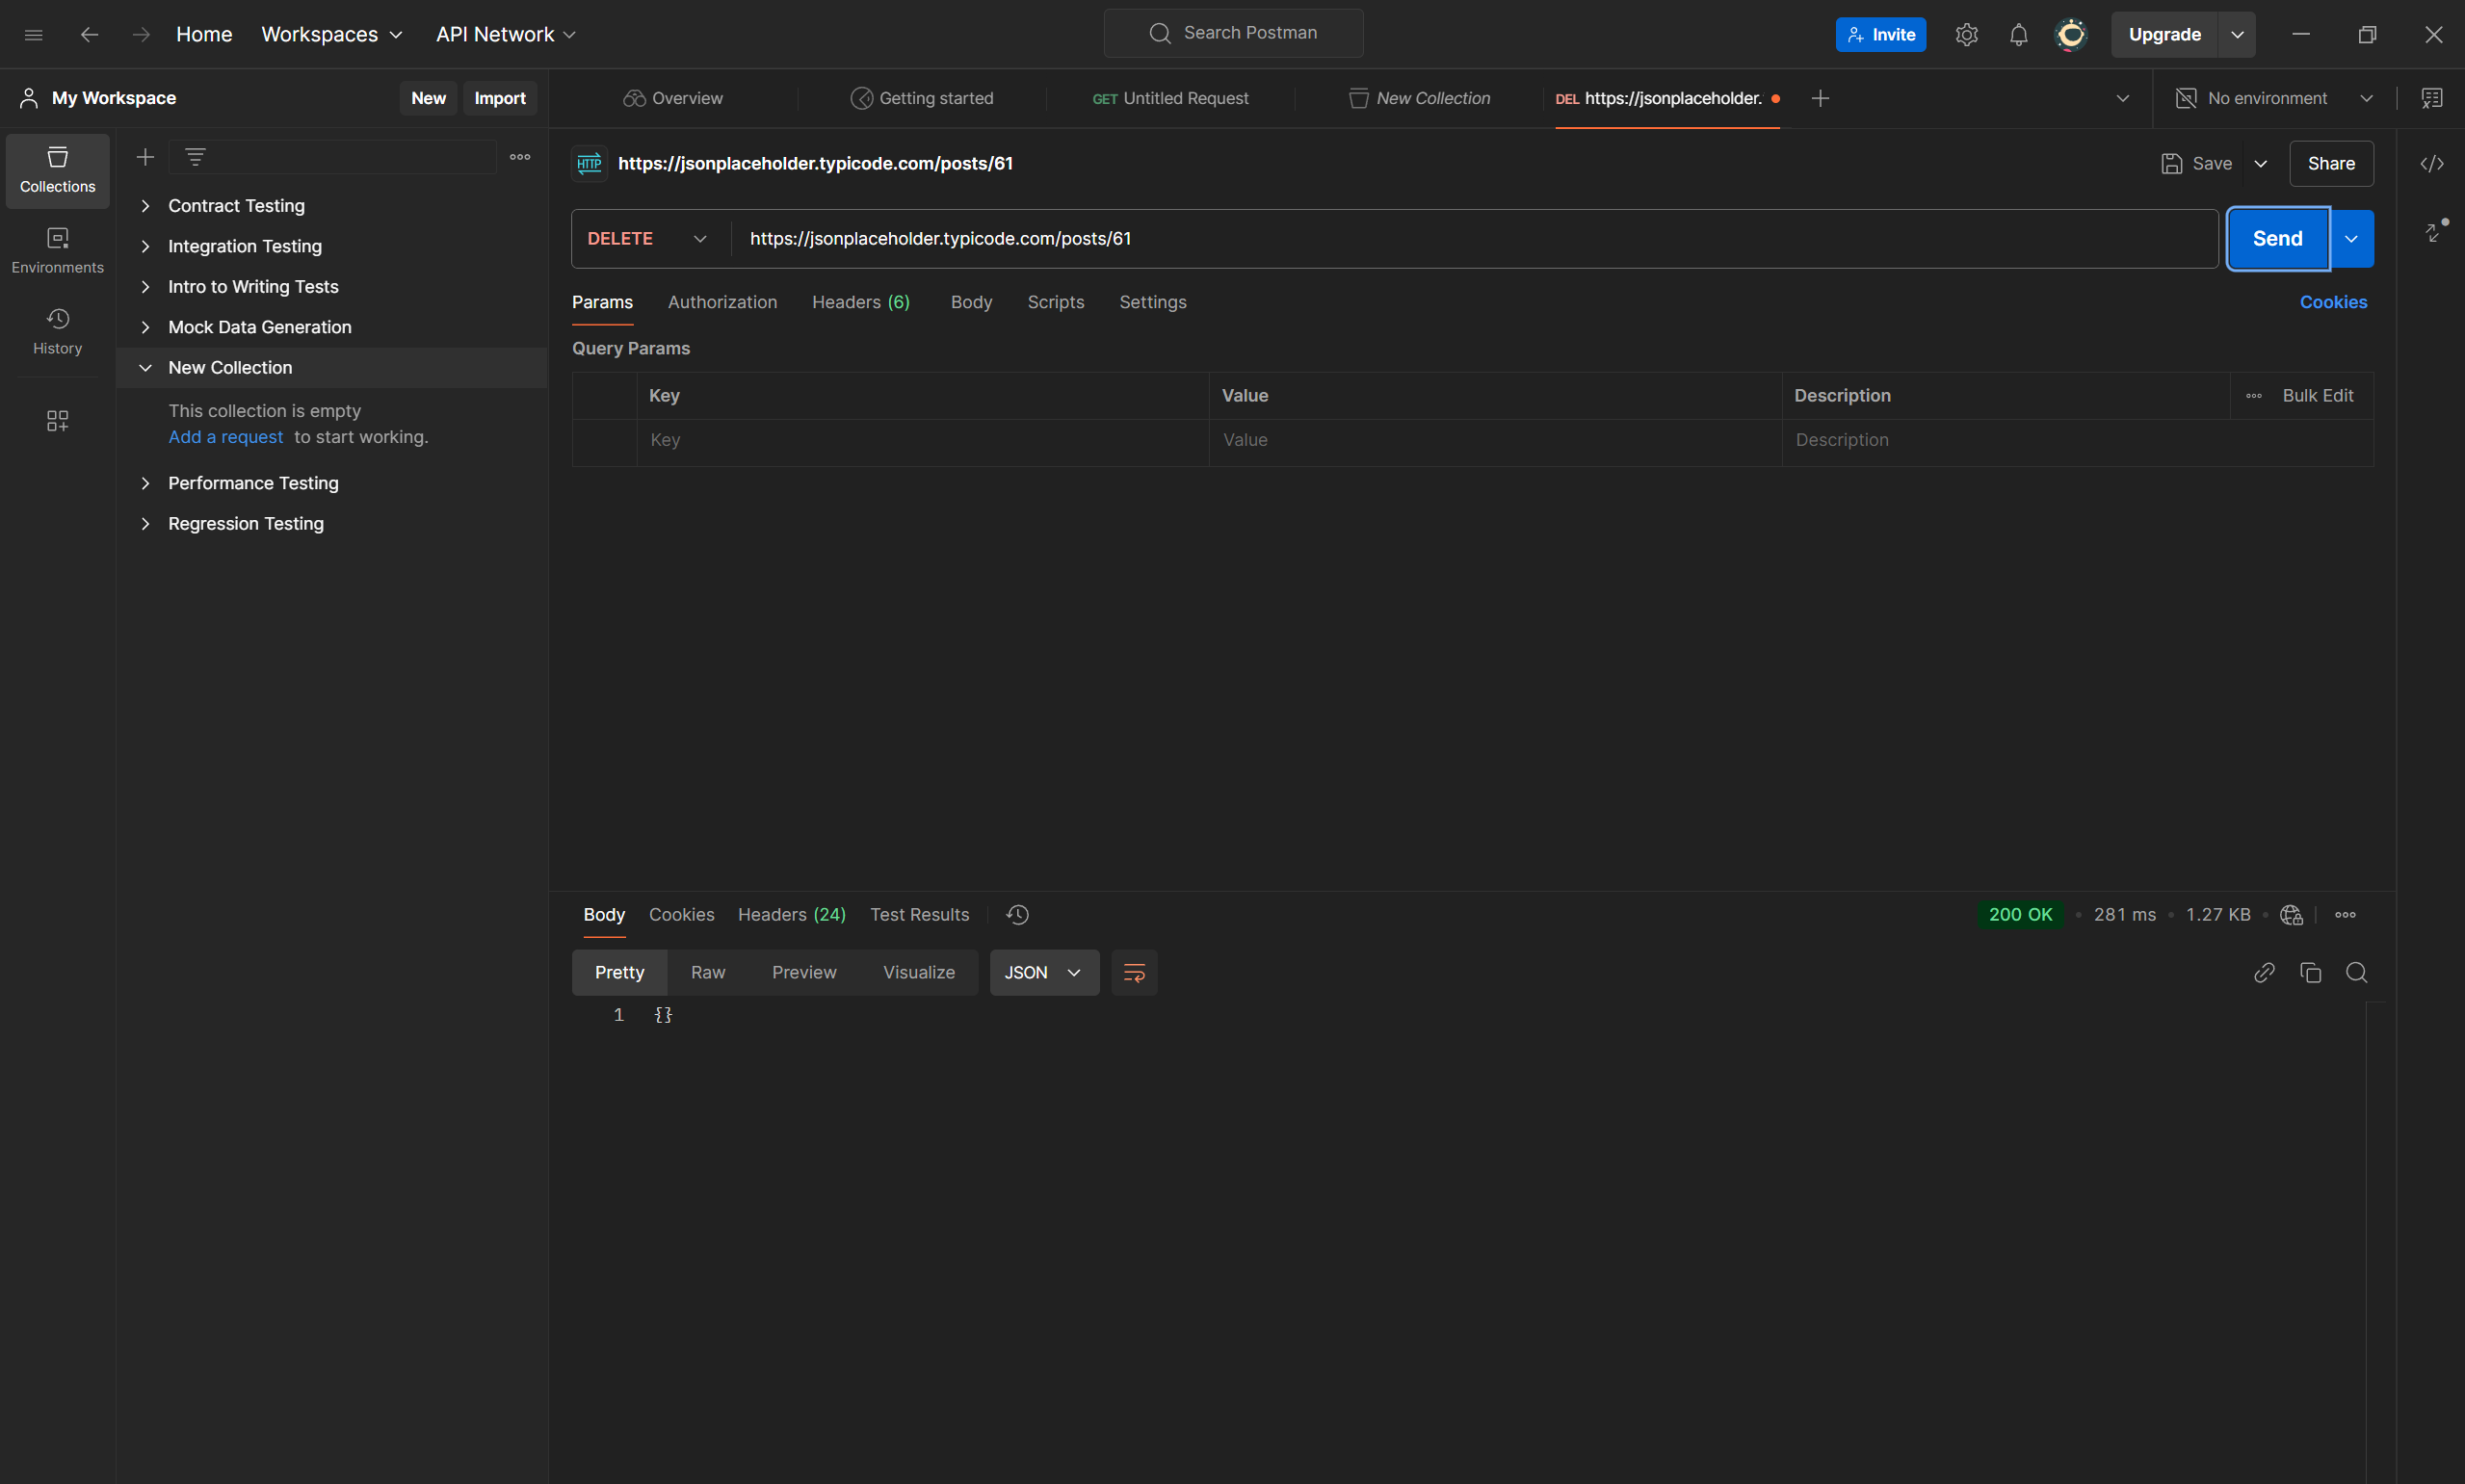 Home Workspaces API Network Search Postman Invite Upgrade
My Workspace New Import Overview Getting started GET Untitled Request New Collection DEL https://jsonplaceholder. No environment
Collections
Environments
History
Contract Testing
Integration Testing
Intro to Writing Tests
Mock Data Generation
New Collection
This collection is empty
Add a request to start working.
Performance Testing
Regression Testing
HTTP https://jsonplaceholder.typicode.com/posts/61 Save Share
DELETE https://jsonplaceholder.typicode.com/posts/61 Send
Params Authorization Headers (6) Body Scripts Settings Cookies
Query Params
Key Value Description Bulk Edit
Key Value Description
Body Cookies Headers (24) Test Results 200 OK • 281 ms • 1.27 KB •
Pretty Raw Preview Visualize JSON
1 {}